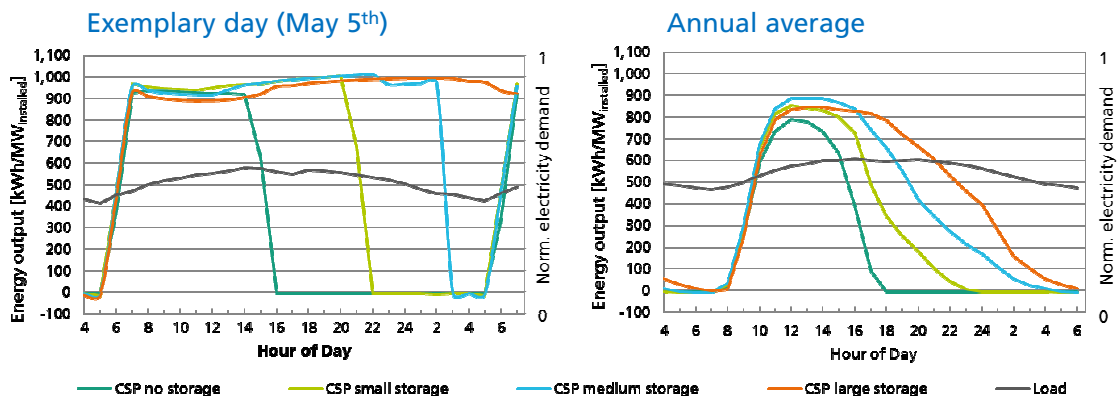 Exemplary day (May 5th)
1,100
1,000
900
800
700
600
500
400
300
200
100
0
-100
Energy output [kWh/MWinstalled]
4 6 8 10 12 14 16 18 20 22 24 2 4 6
Hour of Day
1
0
Norm. electricity demand
Annual average
1,100
1,000
900
800
700
600
500
400
300
200
100
0
-100
Energy output [kWh/MWinstalled]
4 6 8 10 12 14 16 18 20 22 24 2 4 6
Hour of Day
1
0
Norm. electricity demand
CSP no storage CSP small storage CSP medium storage CSP large storage Load